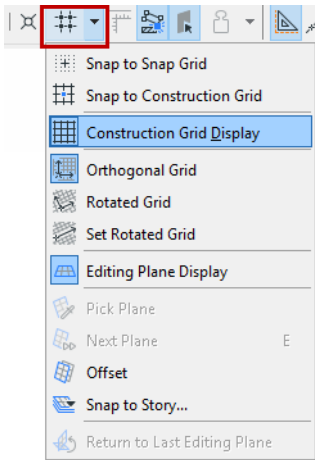 Snap to Snap Grid
Snap to Construction Grid
Construction Grid Display
Orthogonal Grid
Rotated Grid
Set Rotated Grid
Editing Plane Display
Pick Plane
Next Plane E
Offset
Snap to Story...
Return to Last Editing Plane